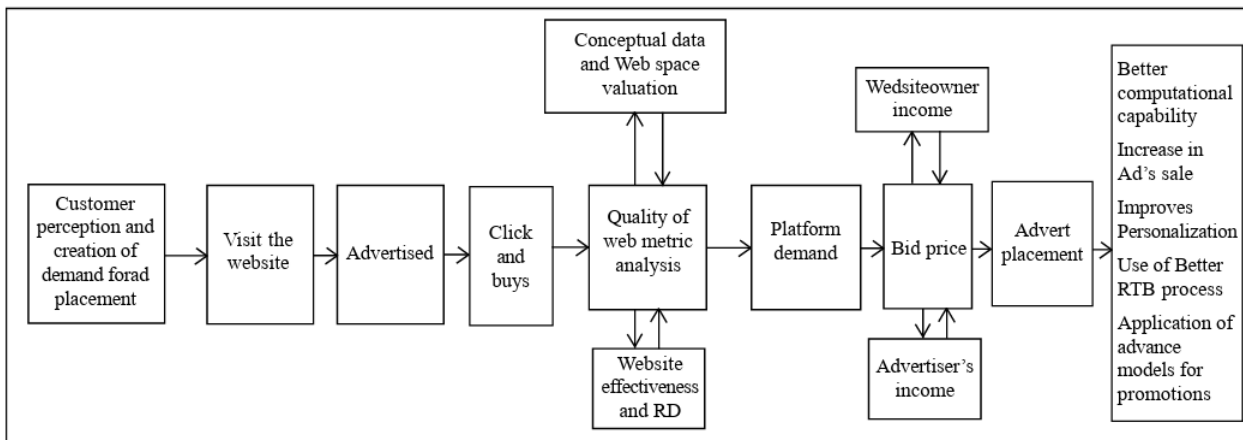 Customer
perception and
creation of
demand forad
placement
Visit the
website
Advertised
Click
and
buys
Conceptual data
and Web space
valuation
Quality of
web metric
analysis
Website
effectiveness
and RD
Platform
demand
Wedsiteowner
income
Bid price
Advertiser’s
income
Advert
placement
Better
computational
capability
Increase in
Ad’s sale
Improves
Personalization
Use of Better
RTB process
Application of
advance
models for
promotions